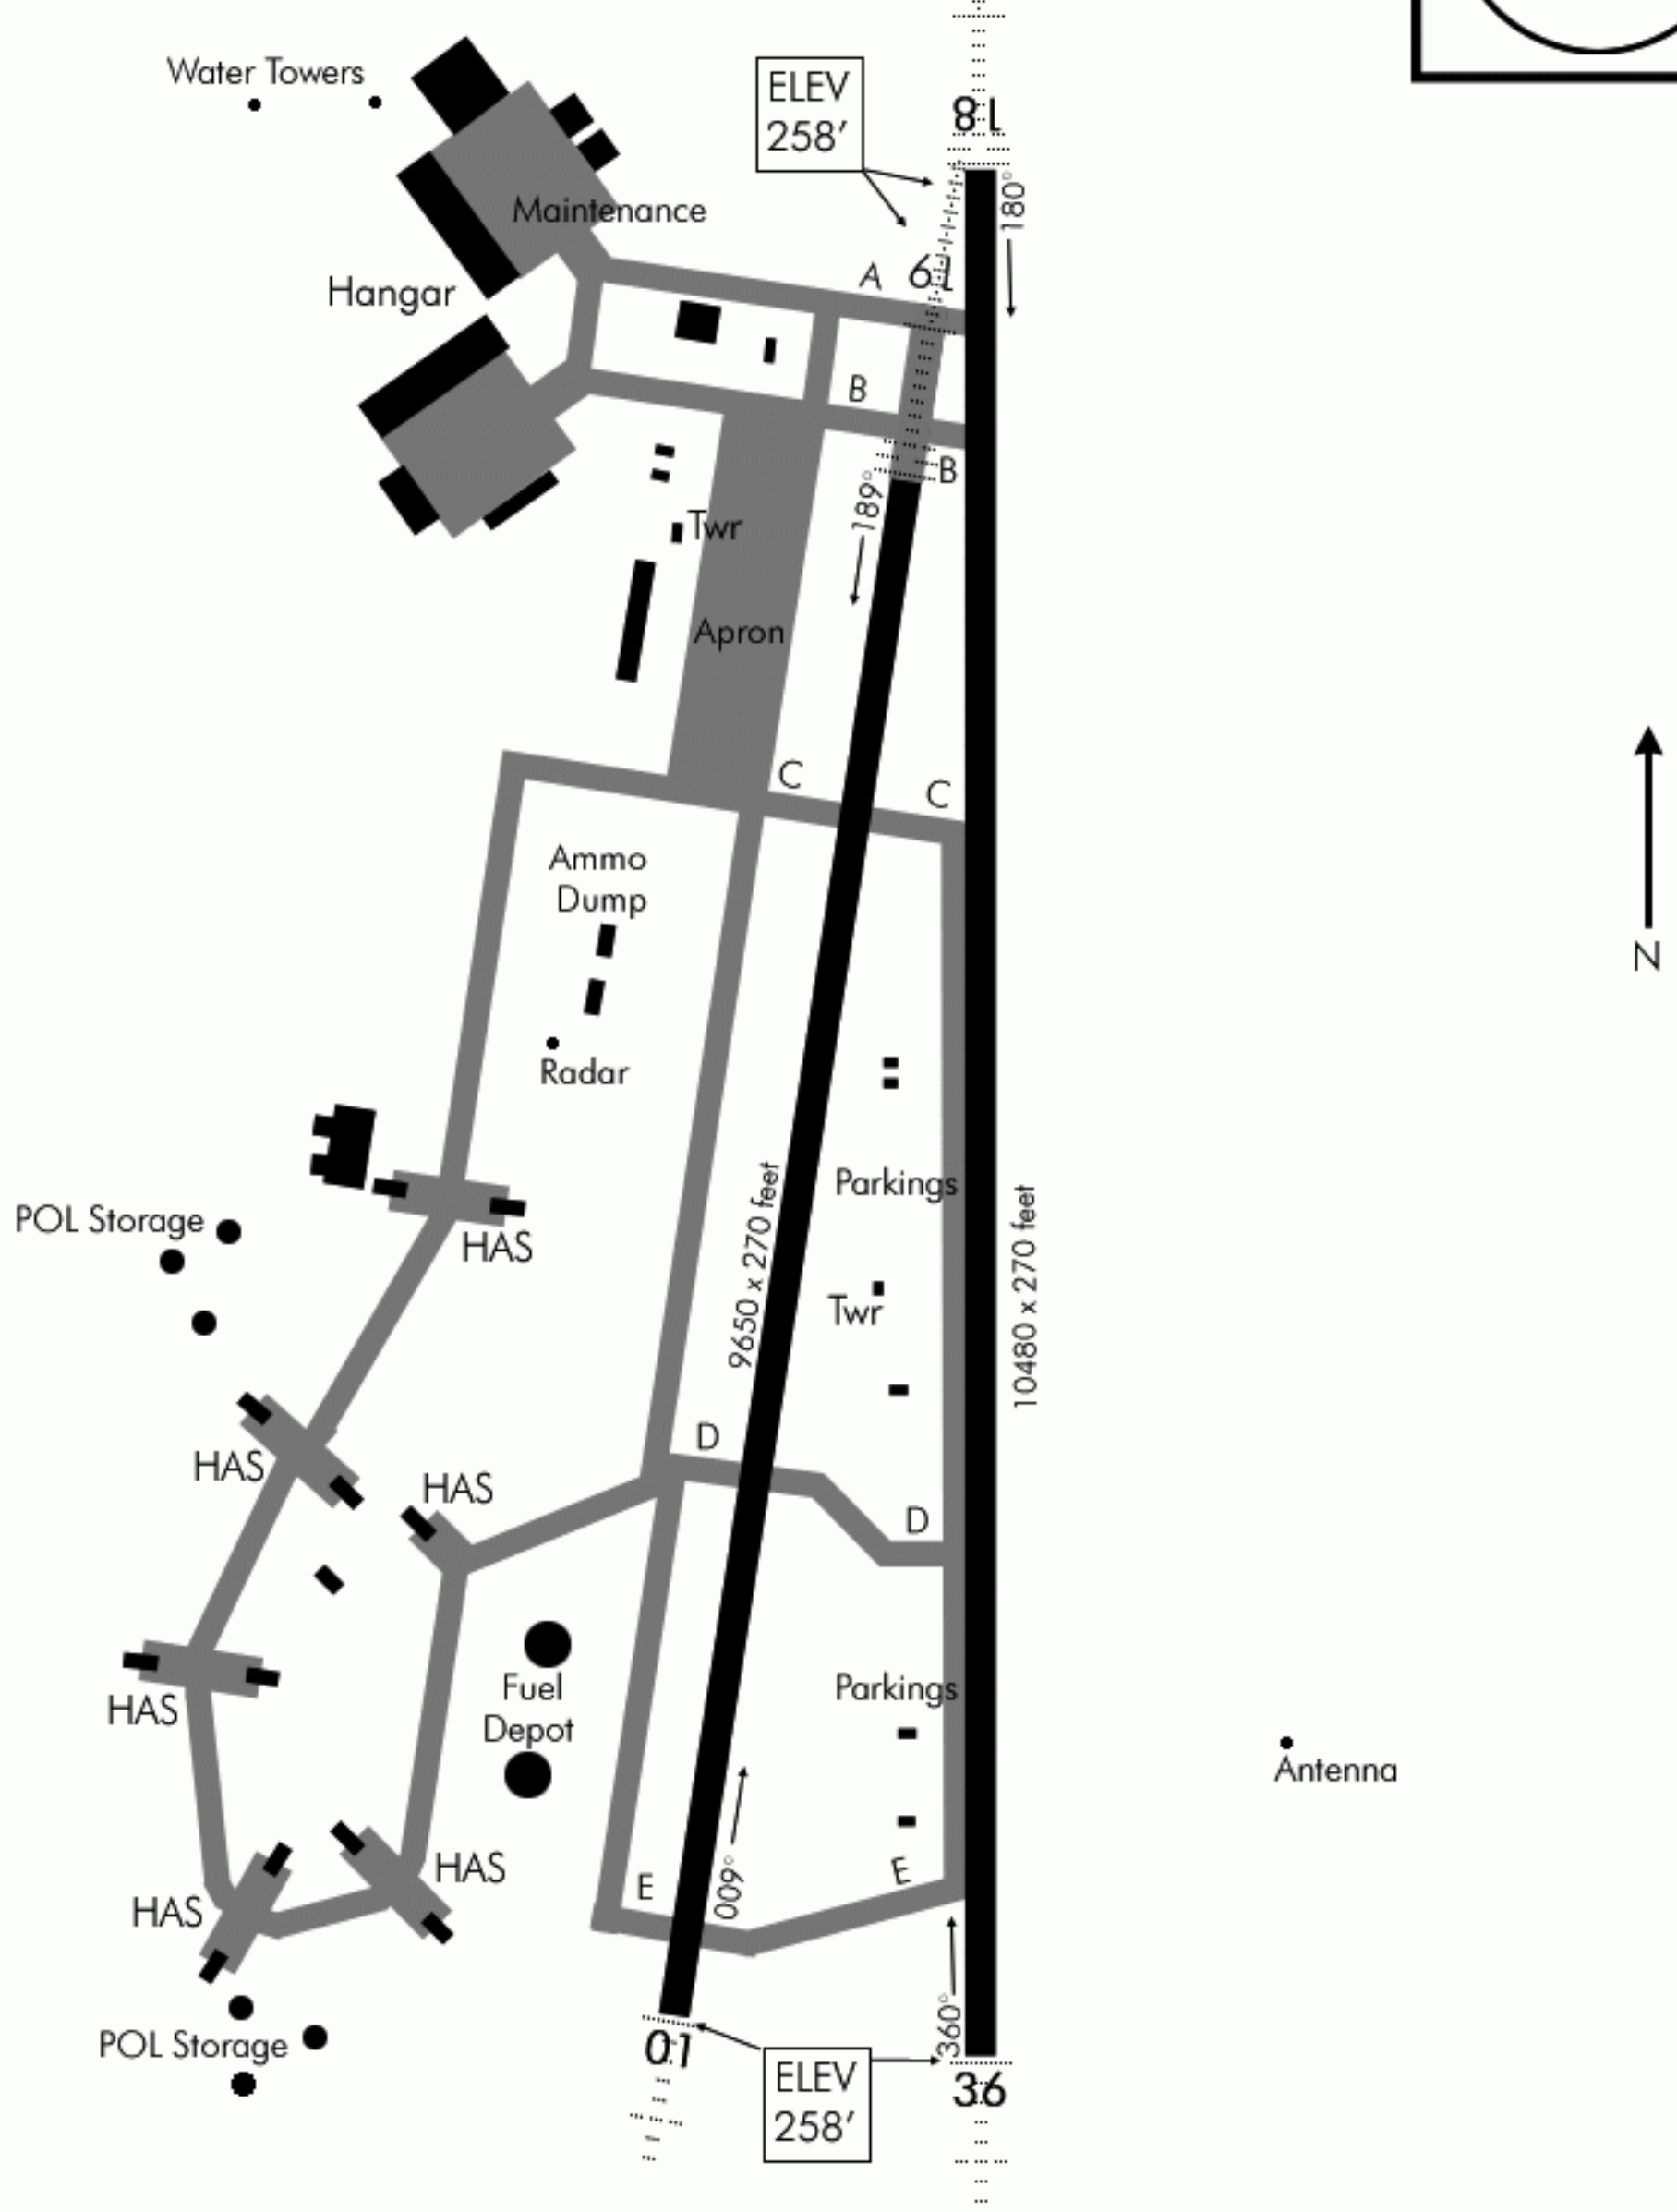 Water Towers
ELEV
258′
18
180°
Maintenance
A
19
Hangar
B
B
189°
Twr
Apron
C
C
Ammo
Dump
N
Radar
Parkings
9650 x 270 feet
10480 x 270 feet
POL Storage
HAS
Twr
D
HAS
HAS
D
Fuel
Depot
Parkings
HAS
Antenna
HAS
E
E
009°
HAS
360°
POL Storage
01
ELEV
258′
36